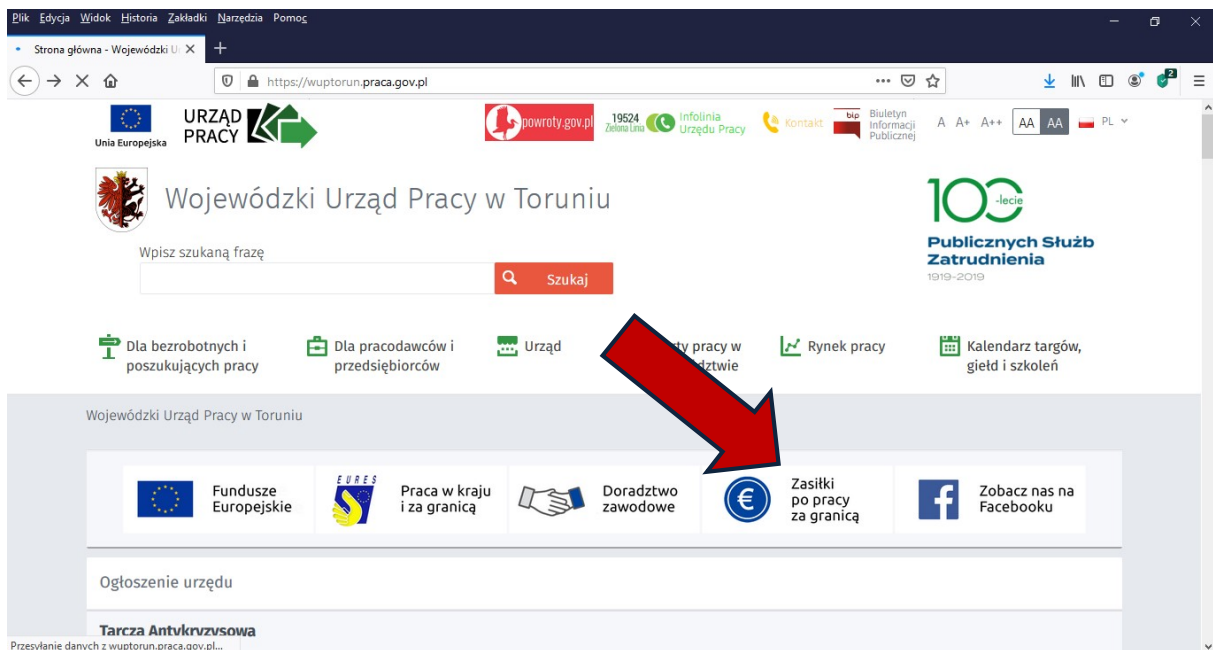 Plik Edycja Widok Historia Zakładki Narzędzia Pomoc
Strona główna - Wojewódzki U
https://wuptorun.praca.gov.pl
2
Unia Europejska
URZĄD
PRACY
powroty.gov.pl
19524
Zielona Linia
Infolinia
Urzędu Pracy
Kontakt
bip
Biuletyn
Informacji
Publicznej
A A+ A++ AA AA PL
Wojewódzki Urząd Pracy w Toruniu
100
-lecie
Publicznych Służb
Zatrudnienia
1919-2019
Wpisz szukaną frazę
Szukaj
Dla bezrobotnych i
poszukujących pracy
Dla pracodawców i
przedsiębiorców
Urząd
pracy w
Rynek pracy
Kalendarz targów,
giełd i szkoleń
Wojewódzki Urząd Pracy w Toruniu
Fundusze
Europejskie
EURES
Praca w kraju
i za granicą
Doradztwo
zawodowe
€
Zasiłki
po pracy
za granicą
f
Zobacz nas na
Facebooku
Ogłoszenie urzędu
Tarcza Antykryzysowa
Przesyłanie danych z wuptorun.praca.gov.pl...